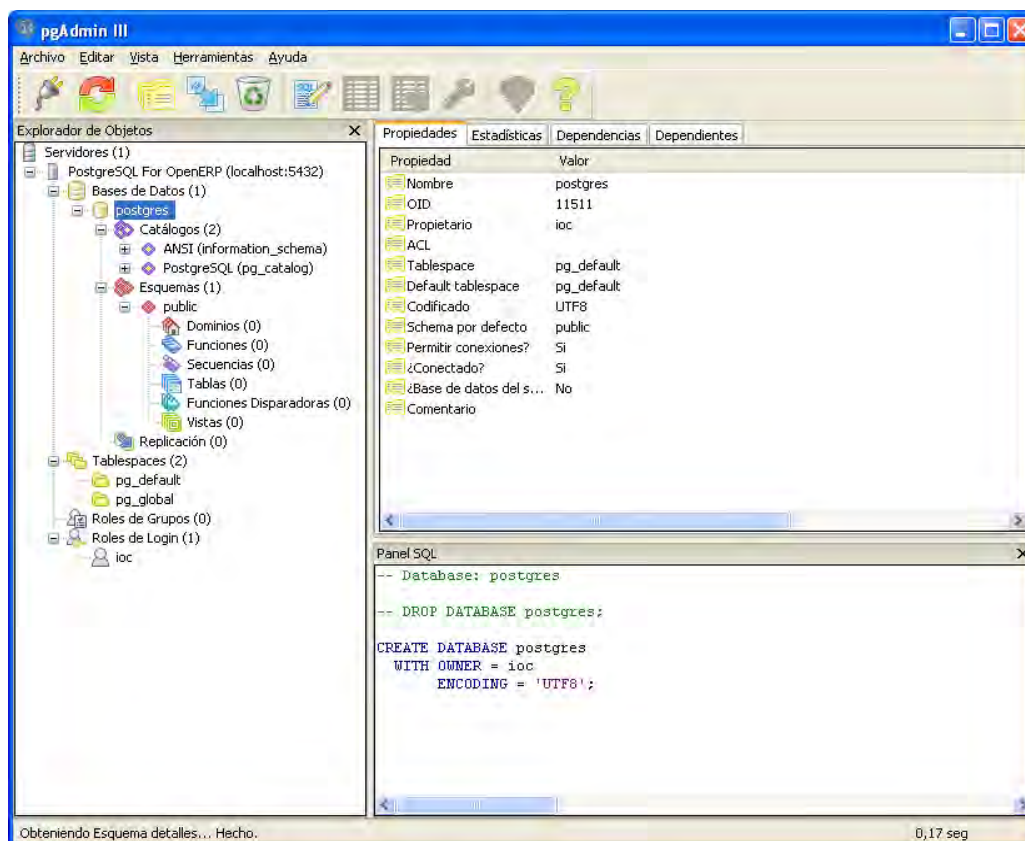 pgAdmin III
Archivo Editar Vista Herramientas Ayuda
Explorador de Objetos
Servidores (1)
PostgreSQL For OpenERP (localhost:5432)
Bases de Datos (1)
postgres
Catálogos (2)
ANSI (information_schema)
PostgreSQL (pg_catalog)
Esquemas (1)
public
Dominios (0)
Funciones (0)
Secuencias (0)
Tablas (0)
Funciones Disparadoras (0)
Vistas (0)
Replicación (0)
Tablespaces (2)
pg_default
pg_global
Roles de Grupos (0)
Roles de Login (1)
ioc
Propiedades Estadísticas Dependencias Dependientes
Propiedad Valor
Nombre postgres
OID 11511
Propietario ioc
ACL
Tablespace pg_default
Default tablespace pg_default
Codificado UTF8
Schema por defecto public
Permitir conexiones? Si
¿Conectado? Si
¿Base de datos del s... No
Comentario
Panel SQL
-- Database: postgres
-- DROP DATABASE postgres;
CREATE DATABASE postgres
WITH OWNER = ioc
ENCODING = 'UTF8';
Obteniendo Esquema detalles... Hecho. 0,17 seg